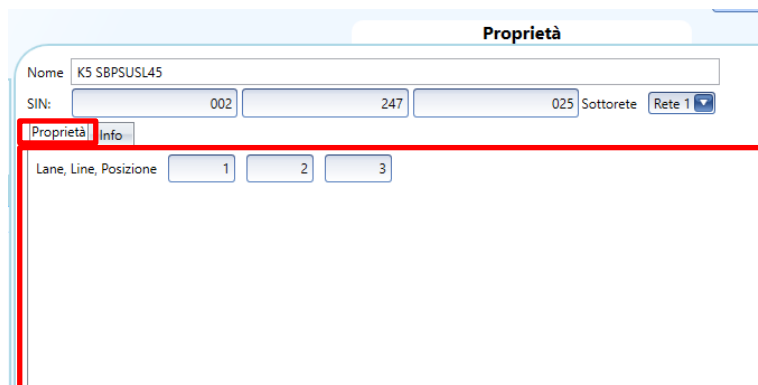 Proprietà
Nome K5 SBPSUSL45
SIN: 002 247 025 Sottorete Rete 1
Proprietà Info
Lane, Line, Posizione 1 2 3